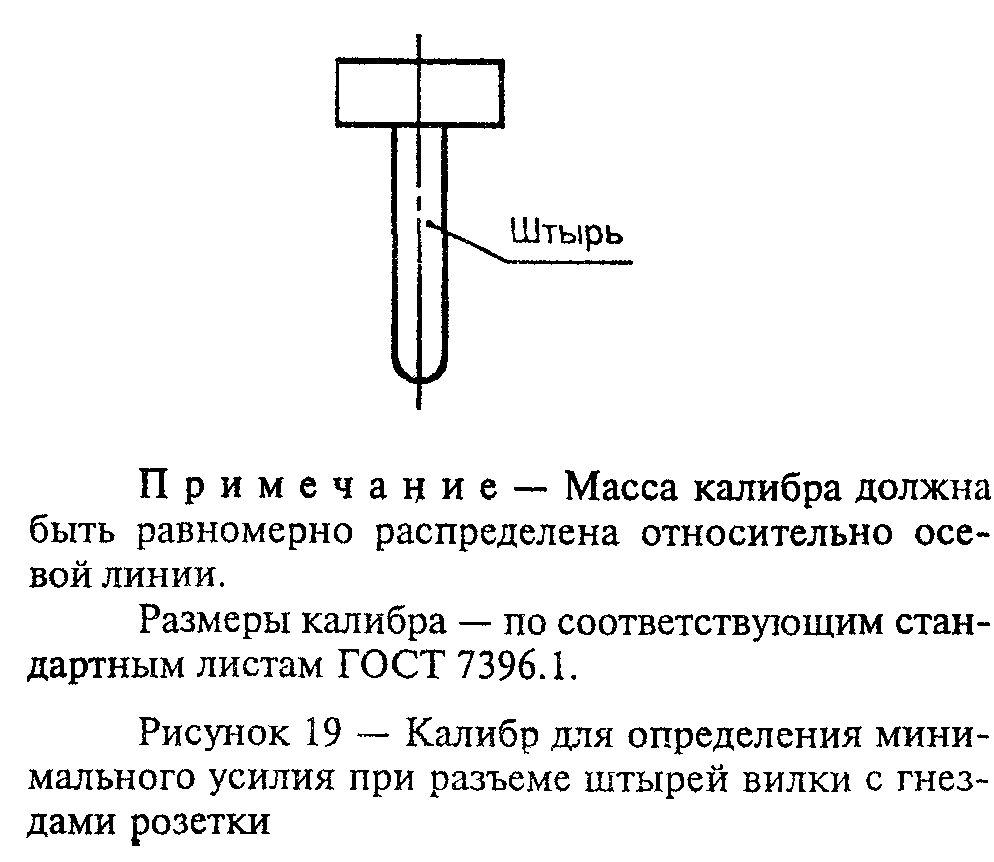 Штырь
П р и м е ч а н и е — Масса калибра должна
быть равномерно распределена относительно осе-
вой линии.
Размеры калибра — по соответствующим стан-
дартным листам ГОСТ 7396.1.
Рисунок 19 — Калибр для определения мини-
мального усилия при разъеме штырей вилки с гнез-
дами розетки